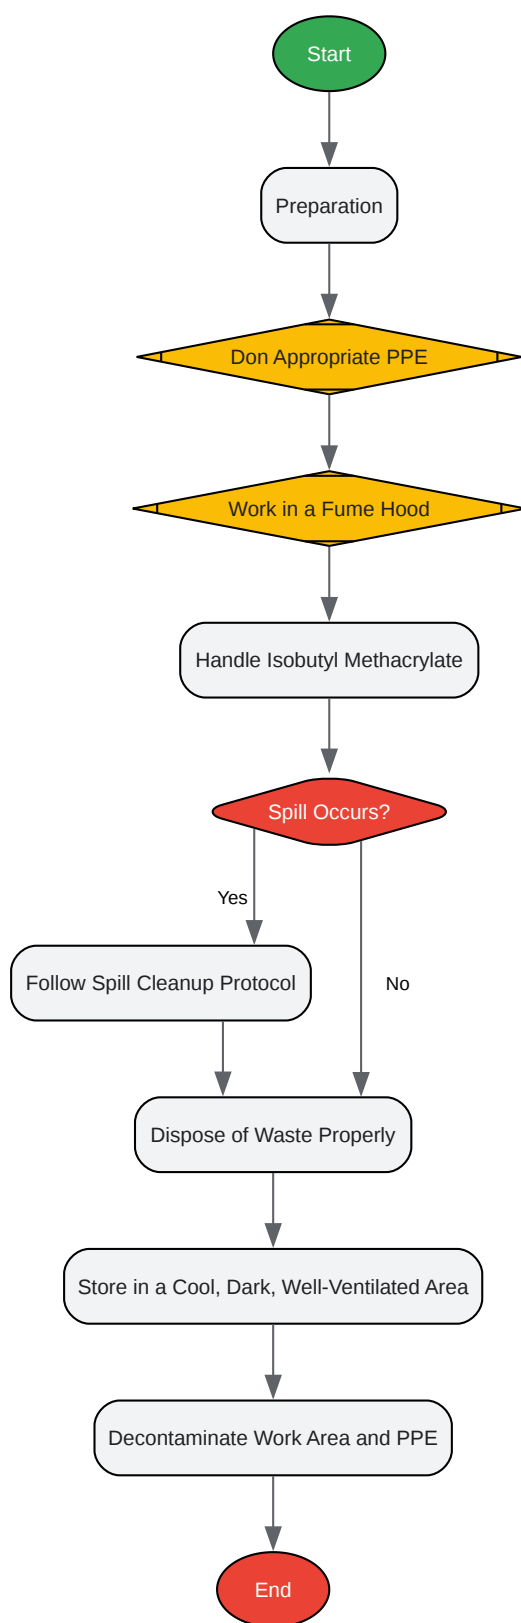 Start
Preparation
Don Appropriate PPE
Work in a Fume Hood
Handle Isobutyl Methacrylate
Spill Occurs?
Yes
Follow Spill Cleanup Protocol
No
Dispose of Waste Properly
Store in a Cool, Dark, Well-Ventilated Area
Decontaminate Work Area and PPE
End